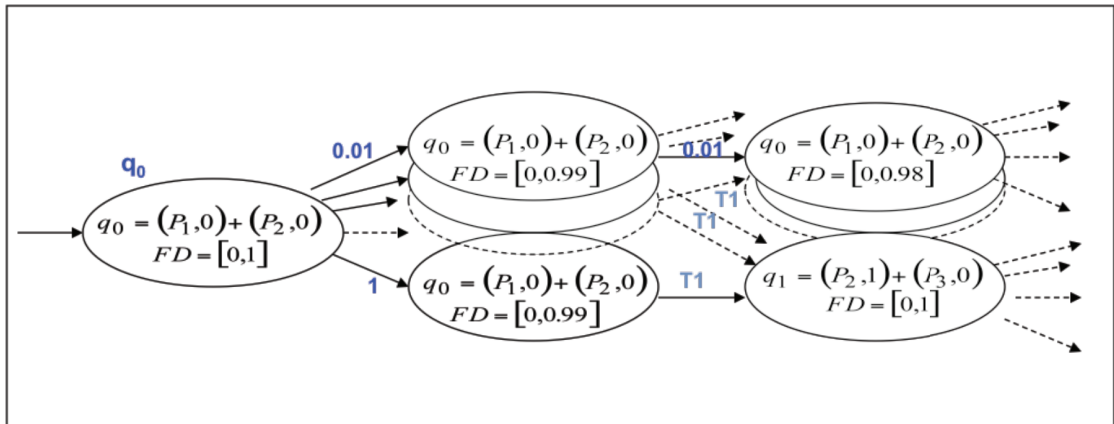 q₀
q₀ = (P₁,0)+(P₂,0)
FD=[0,1]
0.01
1
q₀ = (P₁,0)+(P₂,0)
FD=[0,0.99]
q₀ = (P₁,0)+(P₂,0)
FD=[0,0.99]
0.01
T1
T1
T1
q₀ = (P₁,0)+(P₂,0)
FD=[0,0.98]
q₁ = (P₂,1)+(P₃,0)
FD=[0,1]